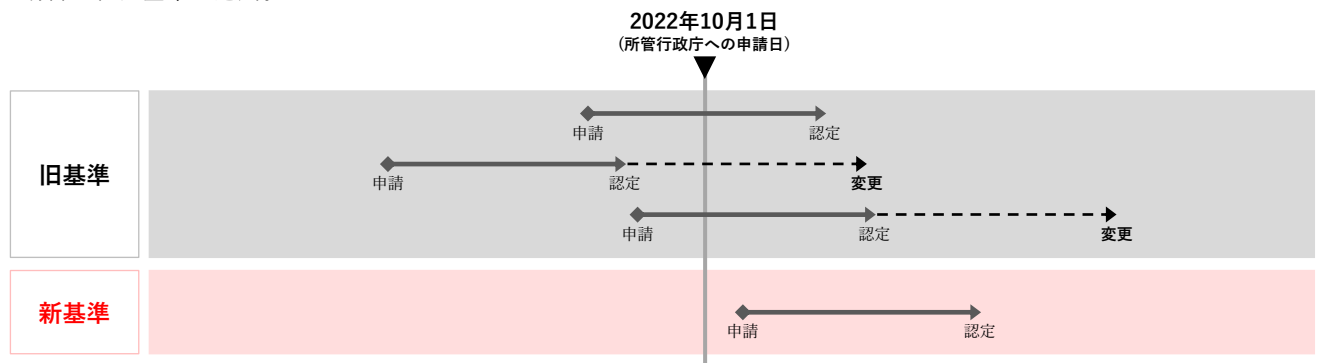 2022年10月1日
(所管行政庁への申請日)
旧基準
申請 認定
申請 認定 変更
申請 認定 変更
新基準
申請 認定